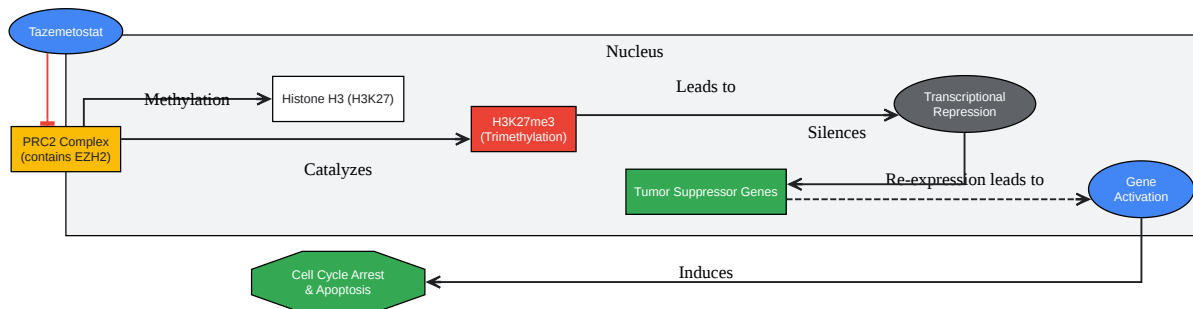 Tazemetostat
Nucleus
Methylation
Histone H3 (H3K27)
Leads to
Transcriptional
Repression
H3K27me3
(Trimethylation)
Silences
PRC2 Complex
(contains EZH2)
Catalyzes
Tumor Suppressor Genes
Re-expression leads to
Gene
Activation
Cell Cycle Arrest
& Apoptosis
Induces